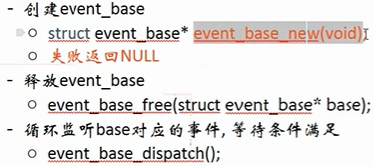 - 创建event_base
○ struct event_base* event_base_new(void);
○ 失败返回NULL
- 释放event_base
○ event_base_free(struct event_base* base);
- 循环监听base对应的事件, 等待条件满足
○ event_base_dispatch();